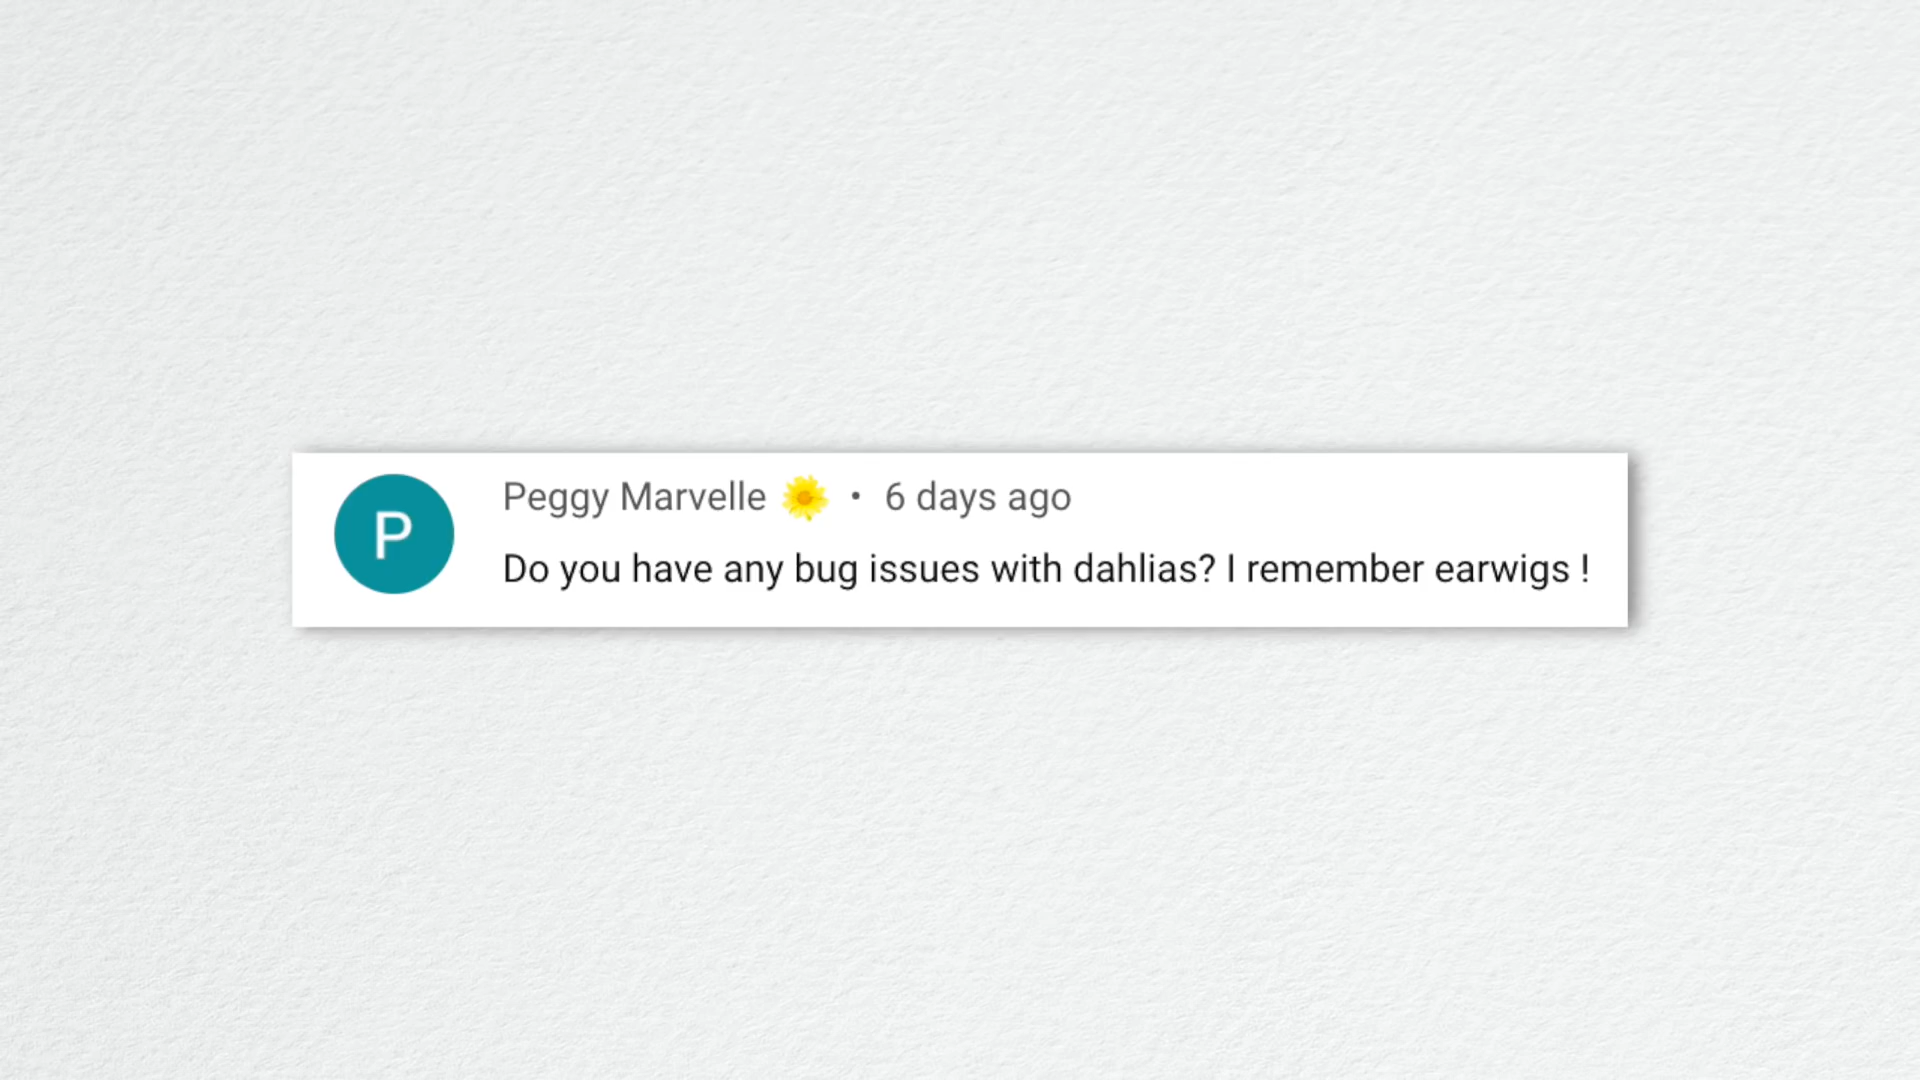 P
Peggy Marvelle • 6 days ago
Do you have any bug issues with dahlias? I remember earwigs !